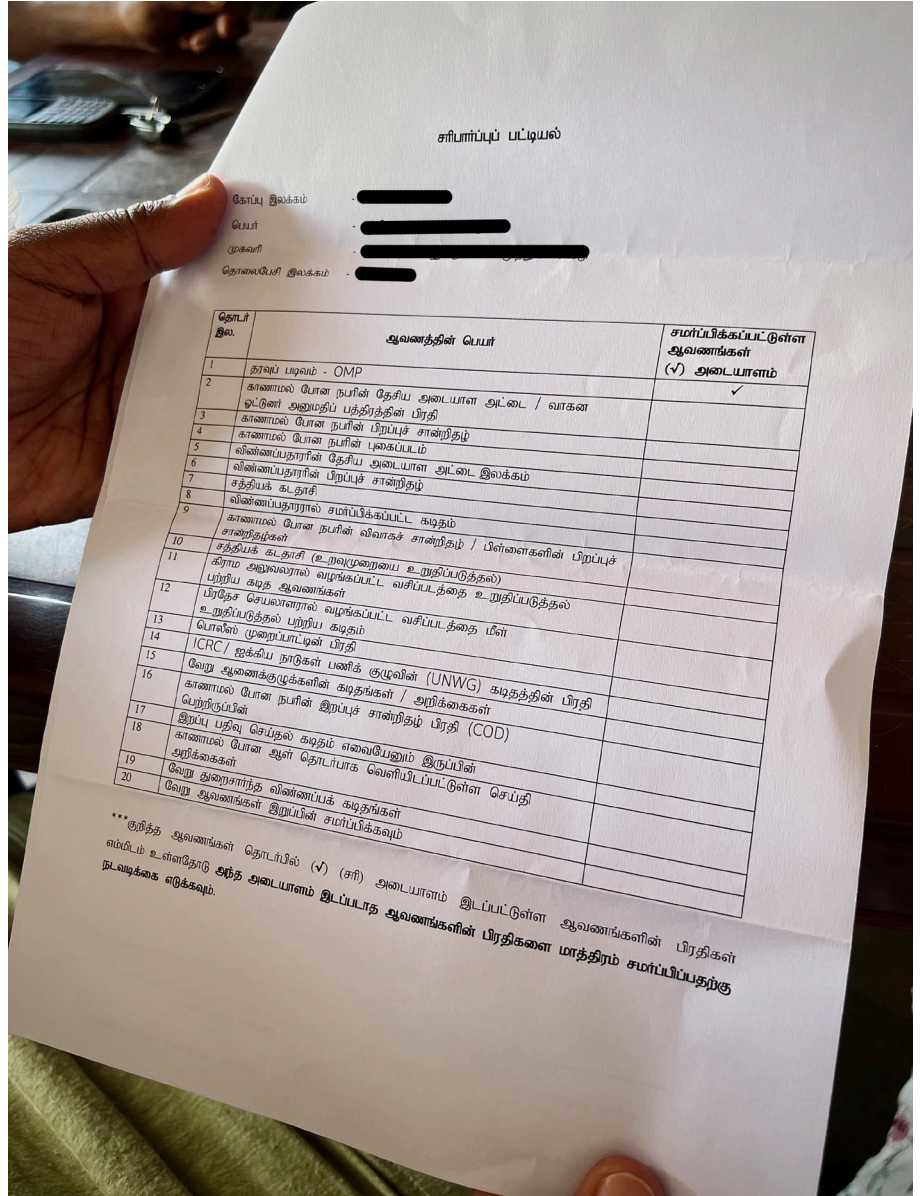 சரிபார்ப்புப் பட்டியல்
கோப்பு இலக்கம் -
பெயர் -
முகவரி -
தொலைபேசி இலக்கம் -
தொடர் இல. ஆவணத்தின் பெயர் சமர்ப்பிக்கப்பட்டுள்ள ஆவணங்கள் (√) அடையாளம்
1 தரவுப் படிவம் - OMP ✓
2 காணாமல் போன நபரின் தேசிய அடையாள அட்டை / வாகன
ஒட்டுனர் அனுமதிப் பத்திரத்தின் பிரதி
3 காணாமல் போன நபரின் பிறப்புச் சான்றிதழ்
4 காணாமல் போன நபரின் புகைப்படம்
5 விண்ணப்பதாரரின் தேசிய அடையாள அட்டை இலக்கம்
6 விண்ணப்பதாரரின் பிறப்புச் சான்றிதழ்
7 சத்தியக் கடதாசி
8 விண்ணப்பதாரரால் சமர்ப்பிக்கப்பட்ட கடிதம்
9 காணாமல் போன நபரின் விவாகச் சான்றிதழ் / பிள்ளைகளின் பிறப்புச்
சான்றிதழ்கள்
10 சத்தியக் கடதாசி (உறவுமுறையை உறுதிப்படுத்தல்)
11 கிராம அலுவலரால் வழங்கப்பட்ட வசிப்படத்தை உறுதிப்படுத்தல்
பற்றிய கடித ஆவணங்கள்
12 பிரதேச செயலாளரால் வழங்கப்பட்ட வசிப்படத்தை மீள்
உறுதிப்படுத்தல் பற்றிய கடிதம்
13 பொலீஸ் முறைப்பாட்டின் பிரதி
14 ICRC/ ஐக்கிய நாடுகள் பணிக் குழுவின் (UNWG) கடிதத்தின் பிரதி
15 வேறு ஆணைக்குழுக்களின் கடிதங்கள் / அறிக்கைகள்
16 காணாமல் போன நபரின் இறப்புச் சான்றிதழ் பிரதி (COD)
பெற்றிருப்பின்
17 இறப்பு பதிவு செய்தல் கடிதம் எவையேனும் இருப்பின்
18 காணாமல் போன ஆள் தொடர்பாக வெளியிடப்பட்டுள்ள செய்தி
அறிக்கைகள்
19 வேறு துறைசார்ந்த விண்ணப்பக் கடிதங்கள்
20 வேறு ஆவணங்கள் இறுப்பின் சமர்ப்பிக்கவும்
***குறித்த ஆவணங்கள் தொடர்பில் (√) (சரி) அடையாளம் இடப்பட்டுள்ள ஆவணங்களின் பிரதிகள்
எம்மிடம் உள்ளதோடு அந்த அடையாளம் இடப்படாத ஆவணங்களின் பிரதிகளை மாத்திரம் சமர்ப்பிப்பதற்கு
நடவடிக்கை எடுக்கவும்.